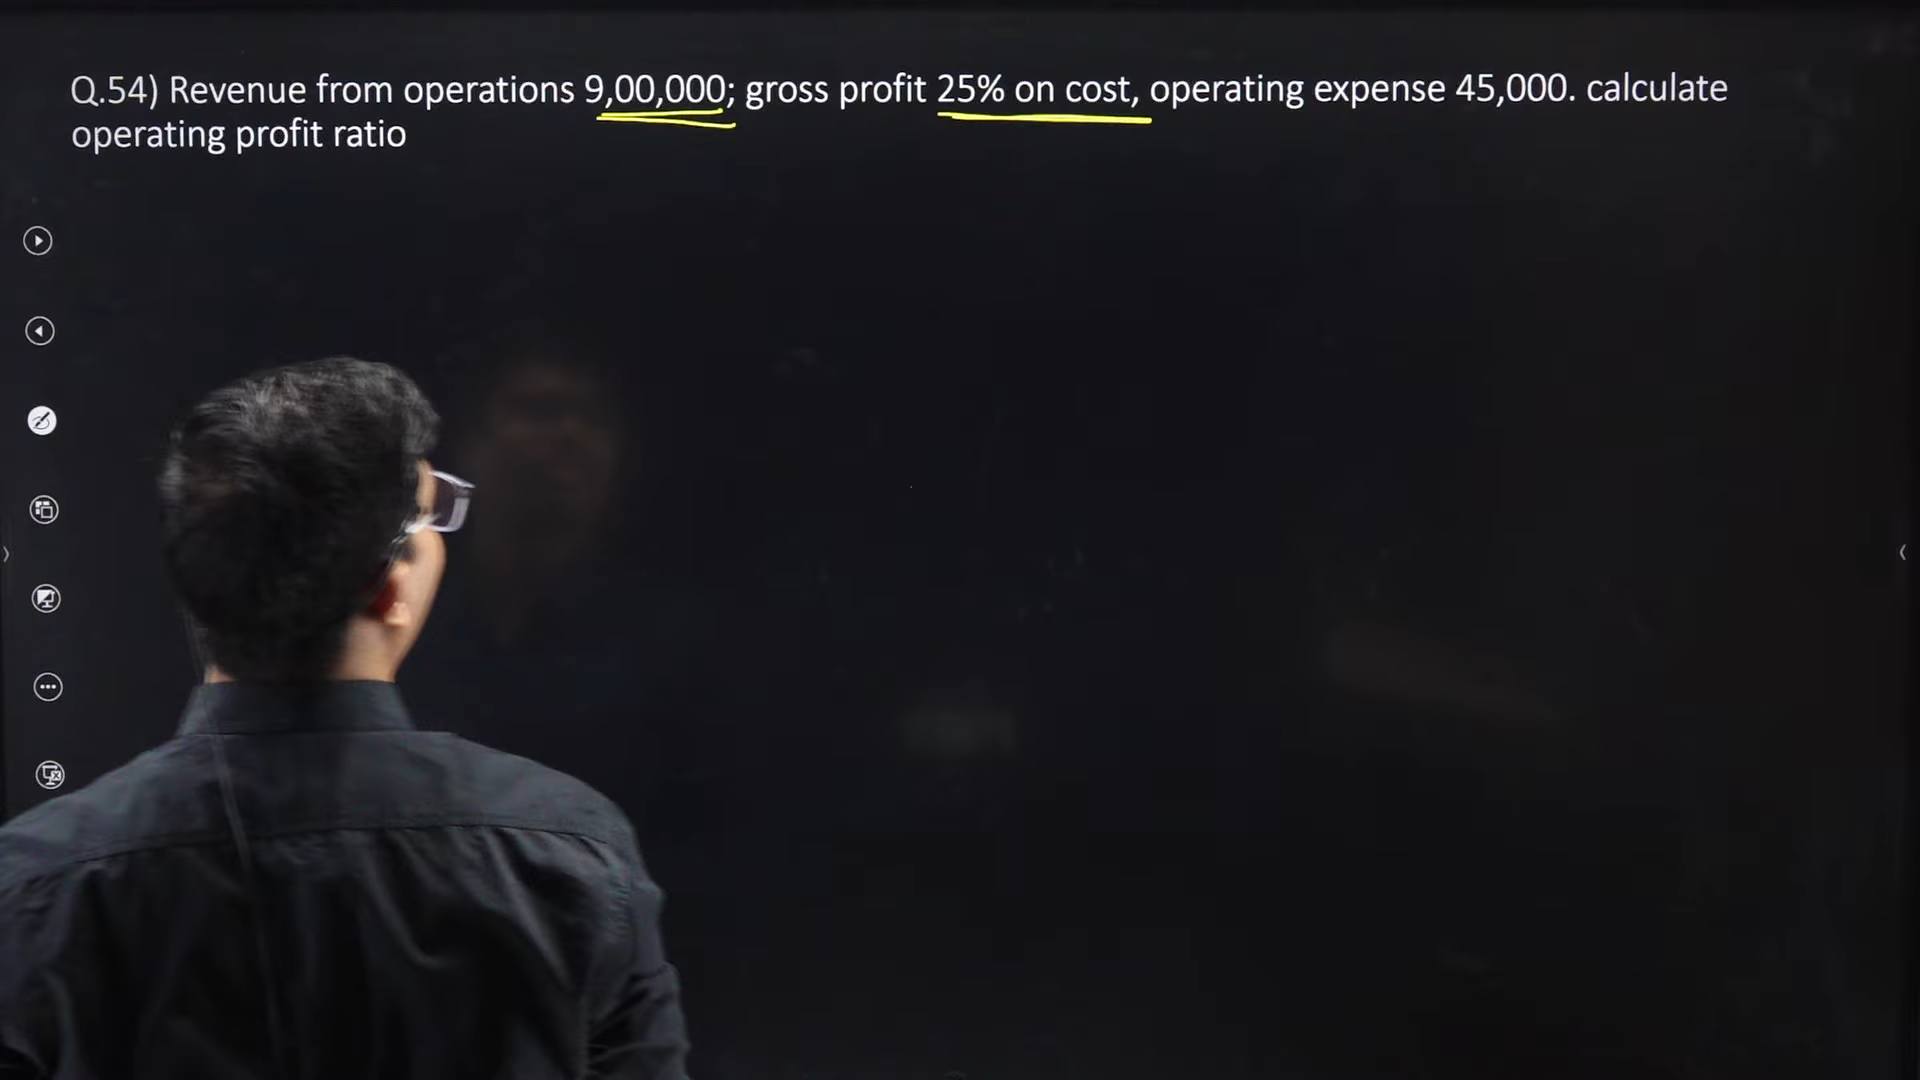 Q.54) Revenue from operations 9,00,000; gross profit 25% on cost, operating expense 45,000. calculate
operating profit ratio